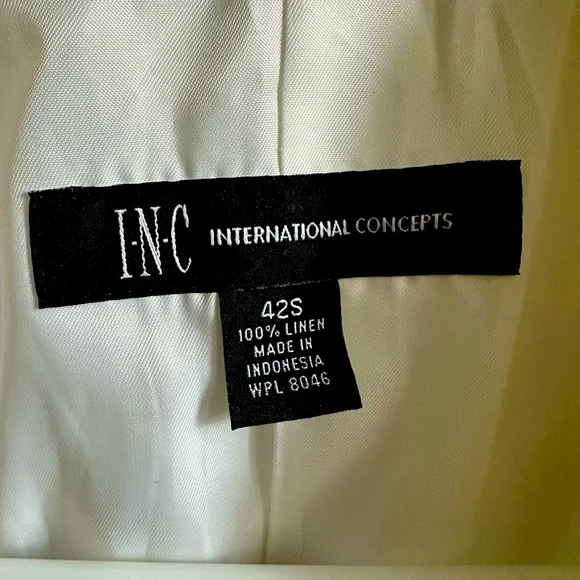 I·N·C INTERNATIONAL CONCEPTS
42S
100% LINEN
MADE IN
INDONESIA
WPL 8046